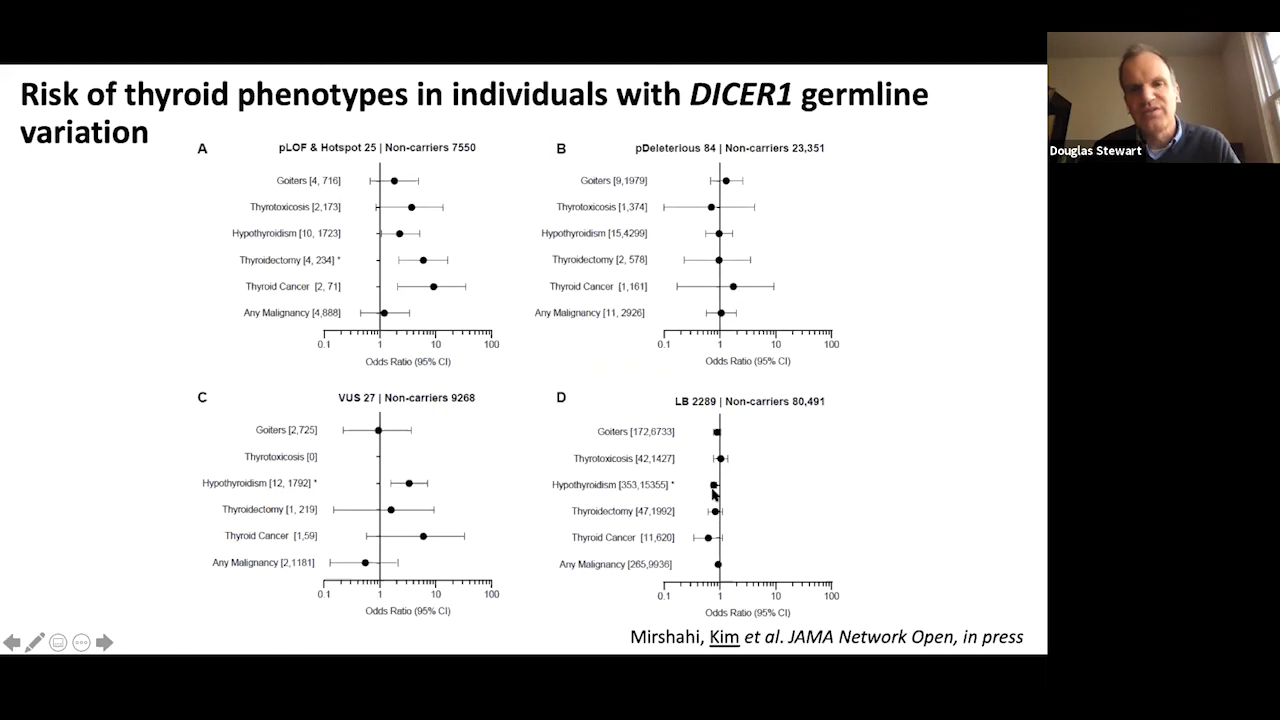 Risk of thyroid phenotypes in individuals with DICER1 germline
variation
A
pLOF & Hotspot 25 | Non-carriers 7550
Goiters [4, 716]
Thyrotoxicosis [2,173]
Hypothyroidism [10, 1723]
Thyroidectomy [4, 234] *
Thyroid Cancer [2, 71]
Any Malignancy [4,888]
0.1 1 10 100
Odds Ratio (95% CI)
B
pDeleterious 84 | Non-carriers 23,351
Goiters [9,1979]
Thyrotoxicosis [1,374]
Hypothyroidism [15,4299]
Thyroidectomy [2, 578]
Thyroid Cancer [1,161]
Any Malignancy [11, 2926]
0.1 1 10 100
Odds Ratio (95% CI)
C
VUS 27 | Non-carriers 9268
Goiters [2,725]
Thyrotoxicosis [0]
Hypothyroidism [12, 1792] *
Thyroidectomy [1, 219]
Thyroid Cancer [1,59]
Any Malignancy [2,1181]
0.1 1 10 100
Odds Ratio (95% CI)
D
LB 2289 | Non-carriers 80,491
Goiters [172,6733]
Thyrotoxicosis [42,1427]
Hypothyroidism [353,15355] *
Thyroidectomy [47,1992]
Thyroid Cancer [11,620]
Any Malignancy [265,9936]
0.1 1 10 100
Odds Ratio (95% CI)
Mirshahi, Kim et al. JAMA Network Open, in press
Douglas Stewart